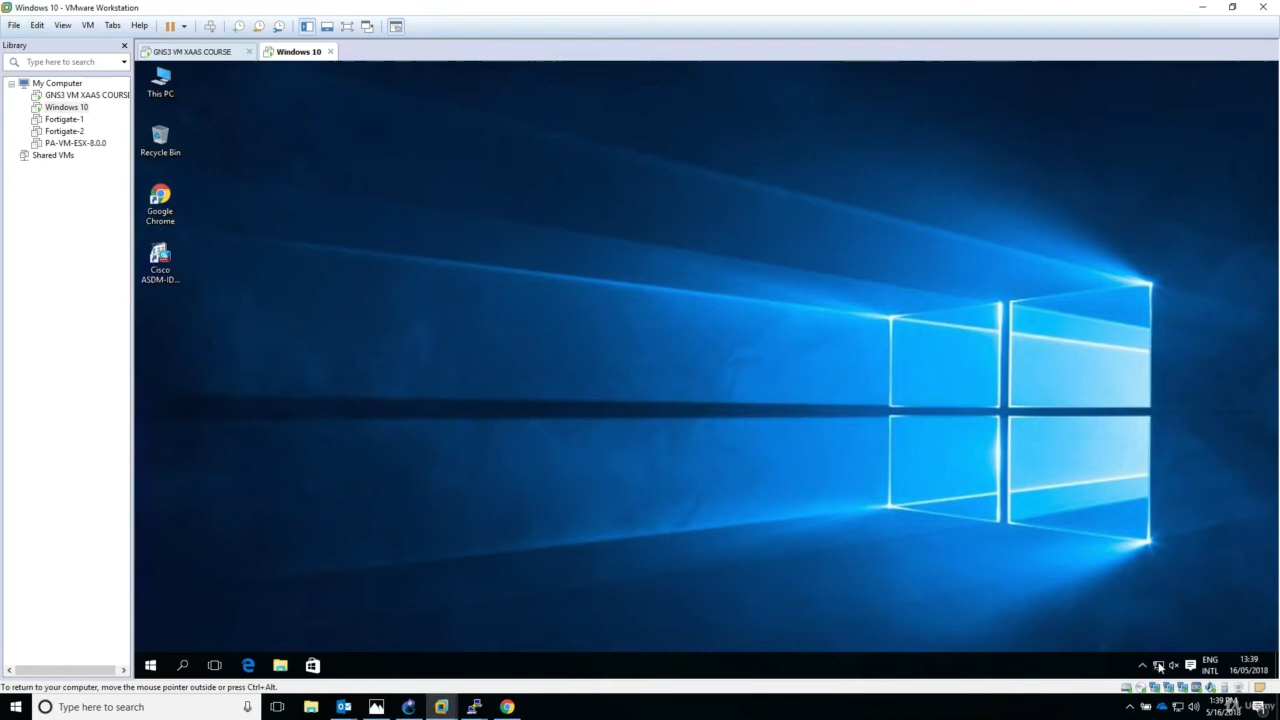 Windows 10 - VMware Workstation
File Edit View VM Tabs Help
Library
Type here to search
My Computer
GNS3 VM XAAS COURSE
Windows 10
Fortigate-1
Fortigate-2
PA-VM-ESX-8.0.0
Shared VMs
GNS3 VM XAAS COURSE
Windows 10
This PC
Recycle Bin
Google
Chrome
Cisco
ASDM-ID...
ENG
INTL
13:39
16/05/2018
To return to your computer, move the mouse pointer outside or press Ctrl+Alt.
Type here to search
1:39 PM
5/16/2018
Udemy